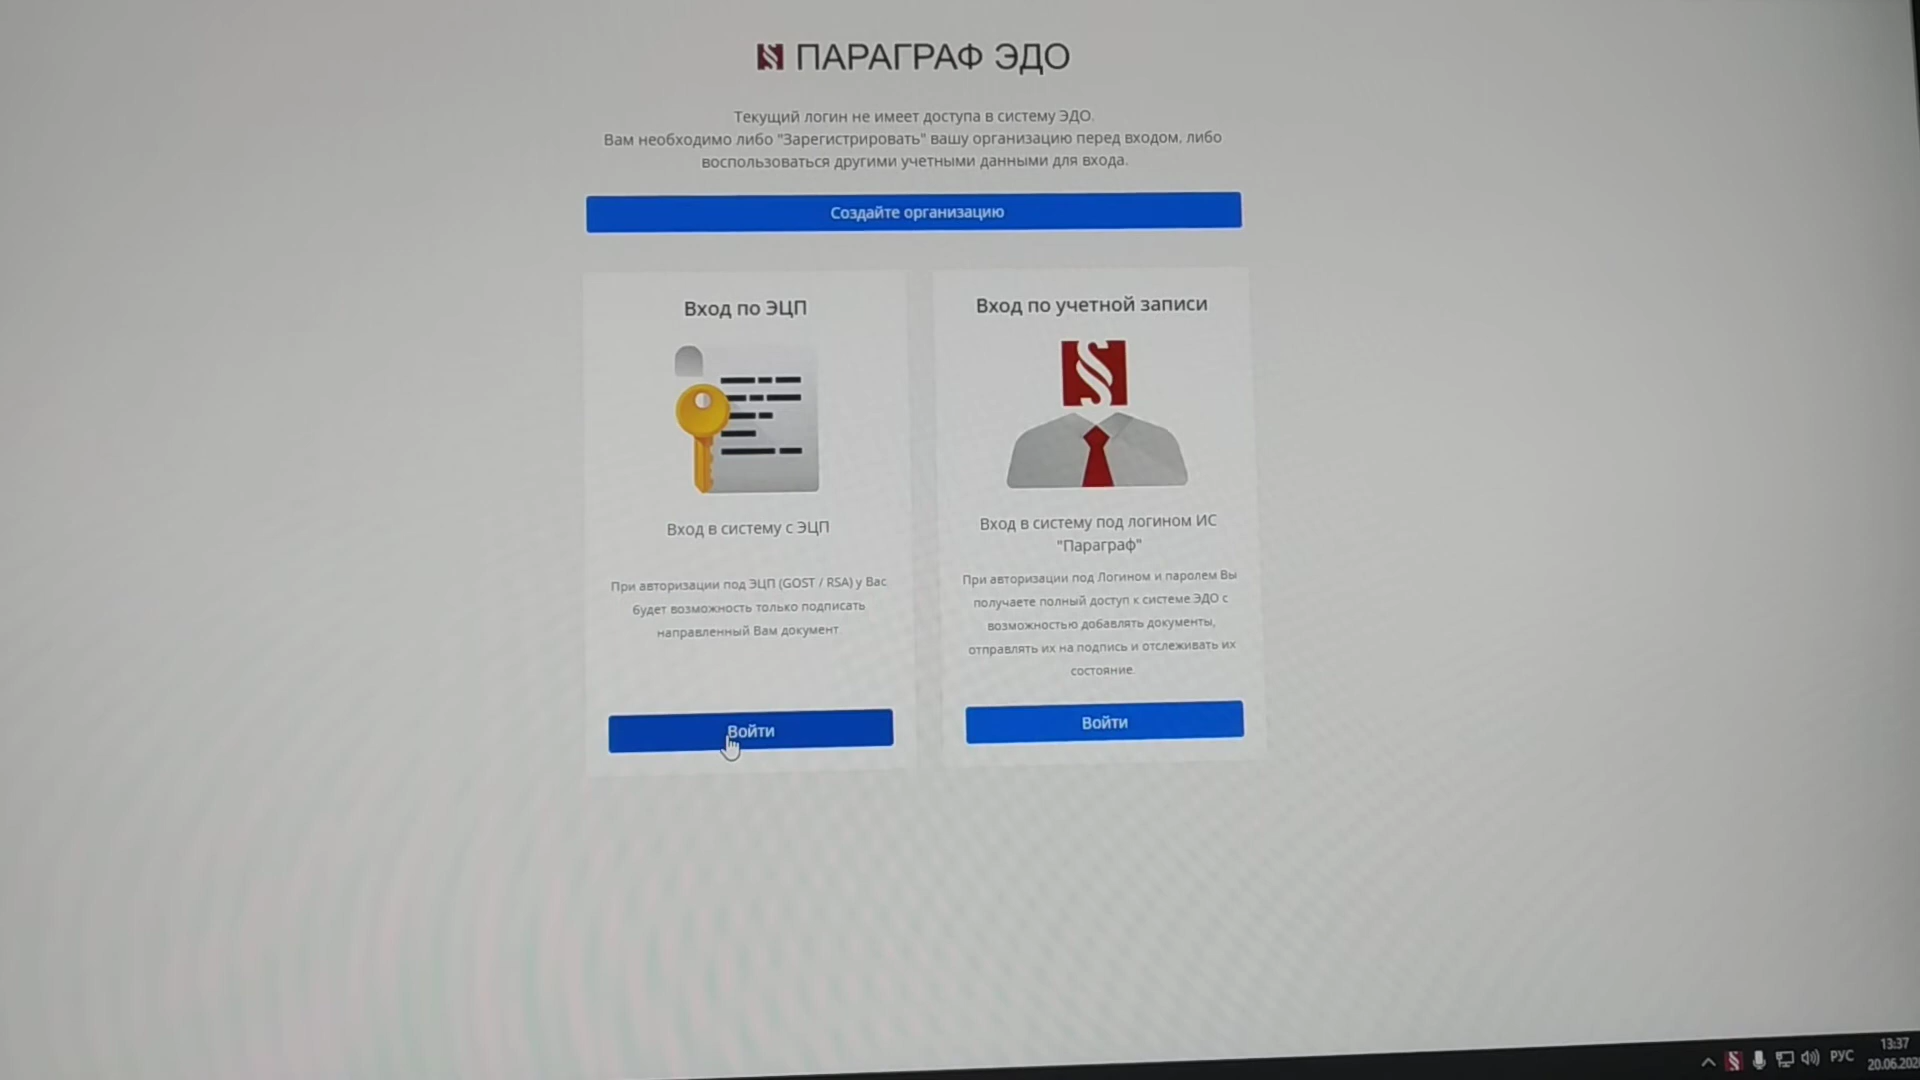 ПАРАГРАФ ЭДО
Текущий логин не имеет доступа в систему ЭДО.
Вам необходимо либо "Зарегистрировать" вашу организацию перед входом, либо
воспользоваться другими учетными данными для входа.
Создайте организацию
Вход по ЭЦП
Вход в систему с ЭЦП
При авторизации под ЭЦП (GOST / RSA) у Вас
будет возможность только подписать
направленный Вам документ.
Войти
Вход по учетной записи
Вход в систему под логином ИС
"Параграф"
При авторизации под Логином и паролем Вы
получаете полный доступ к системе ЭДО с
возможностью добавлять документы,
отправлять их на подпись и отслеживать их
состояние.
Войти
РУС
13:37